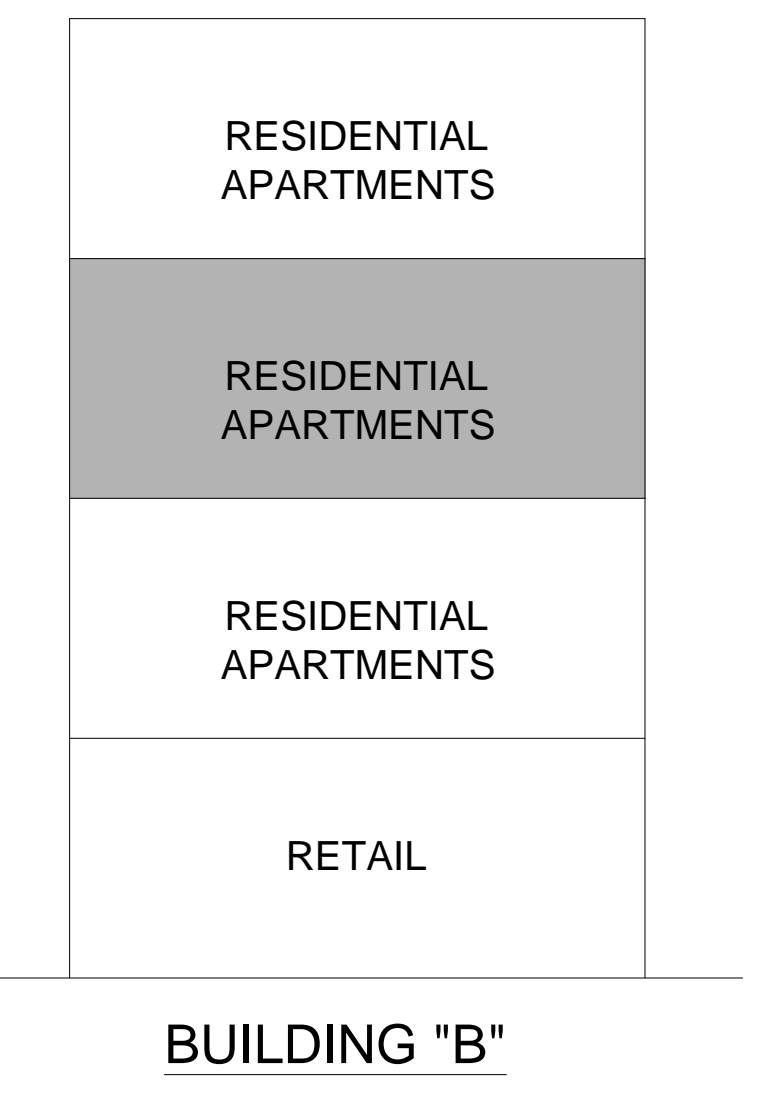 RESIDENTIAL
APARTMENTS
RESIDENTIAL
APARTMENTS
RESIDENTIAL
APARTMENTS
RETAIL
BUILDING "B"